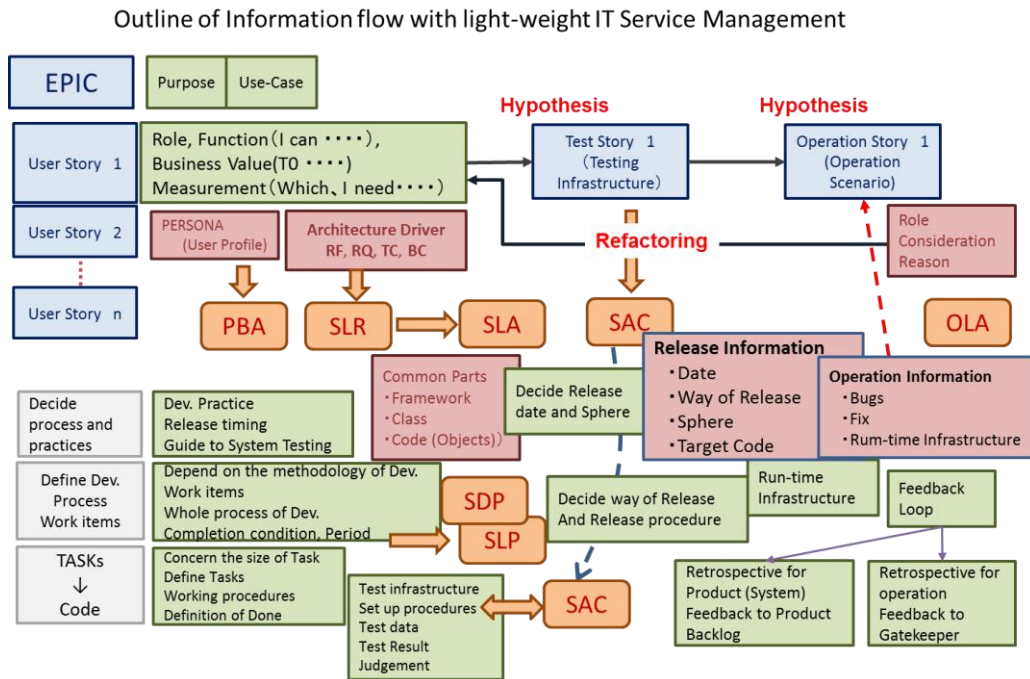 Outline of Information flow with light-weight IT Service Management
EPIC
Purpose
Use-Case
Hypothesis
Hypothesis
User Story 1
Role, Function(I can ････),
Business Value(T0 ････)
Measurement(Which、I need････)
Test Story 1
(Testing
Infrastructure)
Operation Story 1
(Operation
Scenario)
User Story 2
PERSONA
(User Profile)
Architecture Driver
RF, RQ, TC, BC
Refactoring
Role
Consideration
Reason
User Story n
PBA
SLR
SLA
SAC
OLA
Release Information
・Date
・Way of Release
・Sphere
・Target Code
Operation Information
・Bugs
・Fix
・Rum-time Infrastructure
Common Parts
・Framework
・Class
・Code (Objects))
Decide Release
date and Sphere
Decide
process and
practices
Dev. Practice
Release timing
Guide to System Testing
Define Dev.
Process
Work items
Depend on the methodology of Dev.
Work items
Whole process of Dev.
Completion condition, Period
SDP
SLP
Decide way of Release
And Release procedure
Run-time
Infrastructure
Feedback
Loop
TASKs
↓
Code
Concern the size of Task
Define Tasks
Working procedures
Definition of Done
Test infrastructure
Set up procedures
Test data
Test Result
Judgement
SAC
Retrospective for
Product (System)
Feedback to Product
Backlog
Retrospective for
operation
Feedback to
Gatekeeper